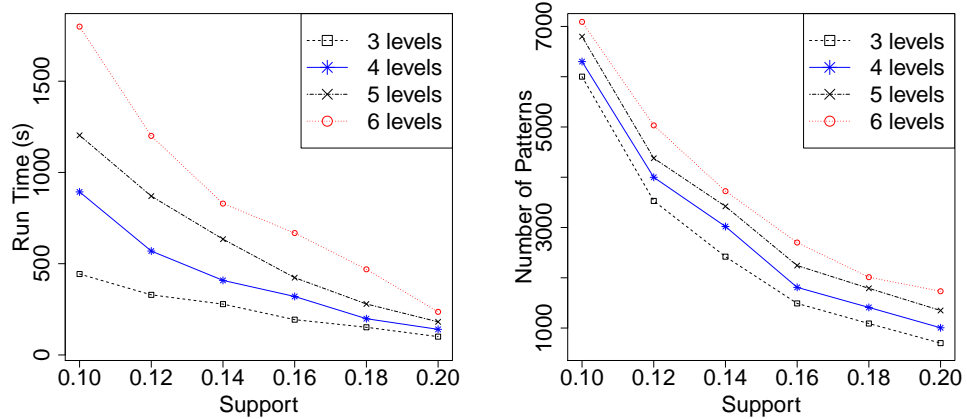 3 levels
4 levels
5 levels
6 levels
Run Time (s)
1500
1000
500
0
0.10 0.12 0.14 0.16 0.18 0.20
Support
3 levels
4 levels
5 levels
6 levels
Number of Patterns
7000
5000
3000
1000
0.10 0.12 0.14 0.16 0.18 0.20
Support